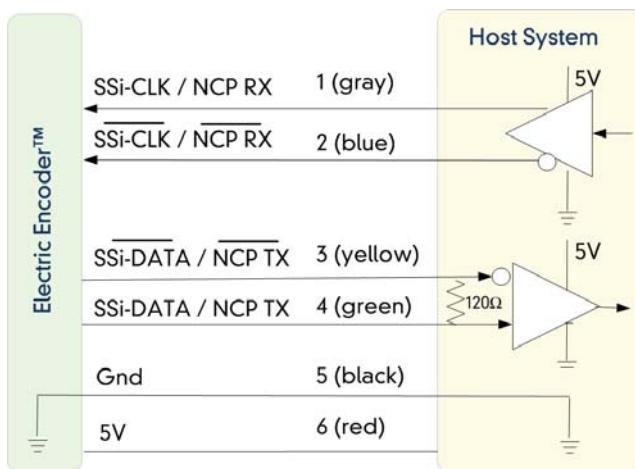 Host System
SSi-CLK / NCP RX 1 (gray) 5V
SSi-CLK / NCP RX 2 (blue)
Electric Encoder™
SSi-DATA / NCP TX 3 (yellow) 5V
120Ω
SSi-DATA / NCP TX 4 (green)
Gnd 5 (black)
5V 6 (red)